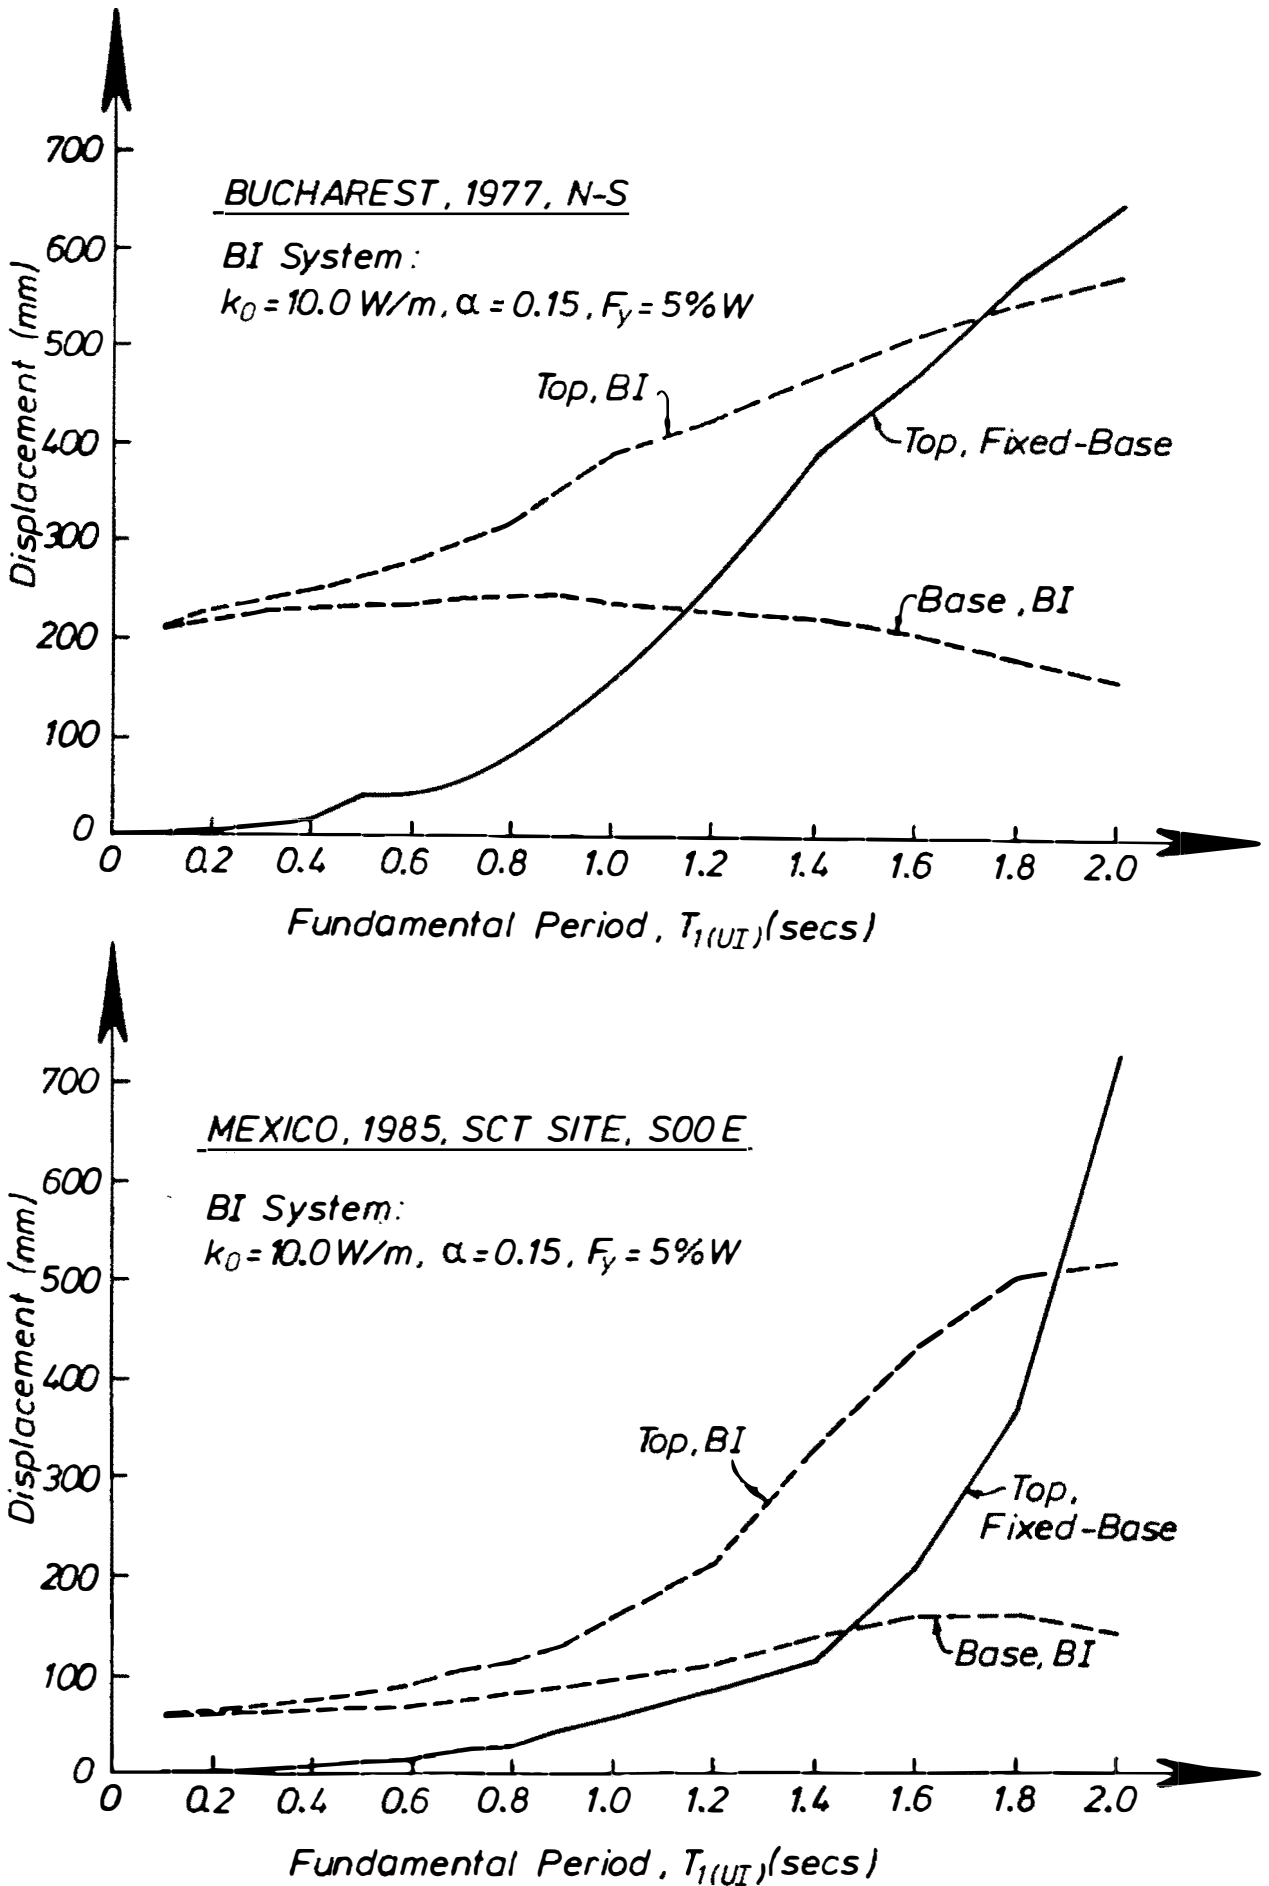 700
600
500
400
300
200
100
0
Displacement (mm)
BUCHAREST, 1977, N-S
BI System:
k₀ = 10.0 W/m, α = 0.15, Fy = 5% W
Top, BI
Top, Fixed-Base
Base, BI
0 0.2 0.4 0.6 0.8 1.0 1.2 1.4 1.6 1.8 2.0
Fundamental Period, T1(UI) (secs)
700
600
500
400
300
200
100
0
Displacement (mm)
MEXICO, 1985, SCT SITE, S00E
BI System:
k₀ = 10.0 W/m, α = 0.15, Fy = 5% W
Top, BI
Top,
Fixed-Base
Base, BI
0 0.2 0.4 0.6 0.8 1.0 1.2 1.4 1.6 1.8 2.0
Fundamental Period, T1(UI) (secs)